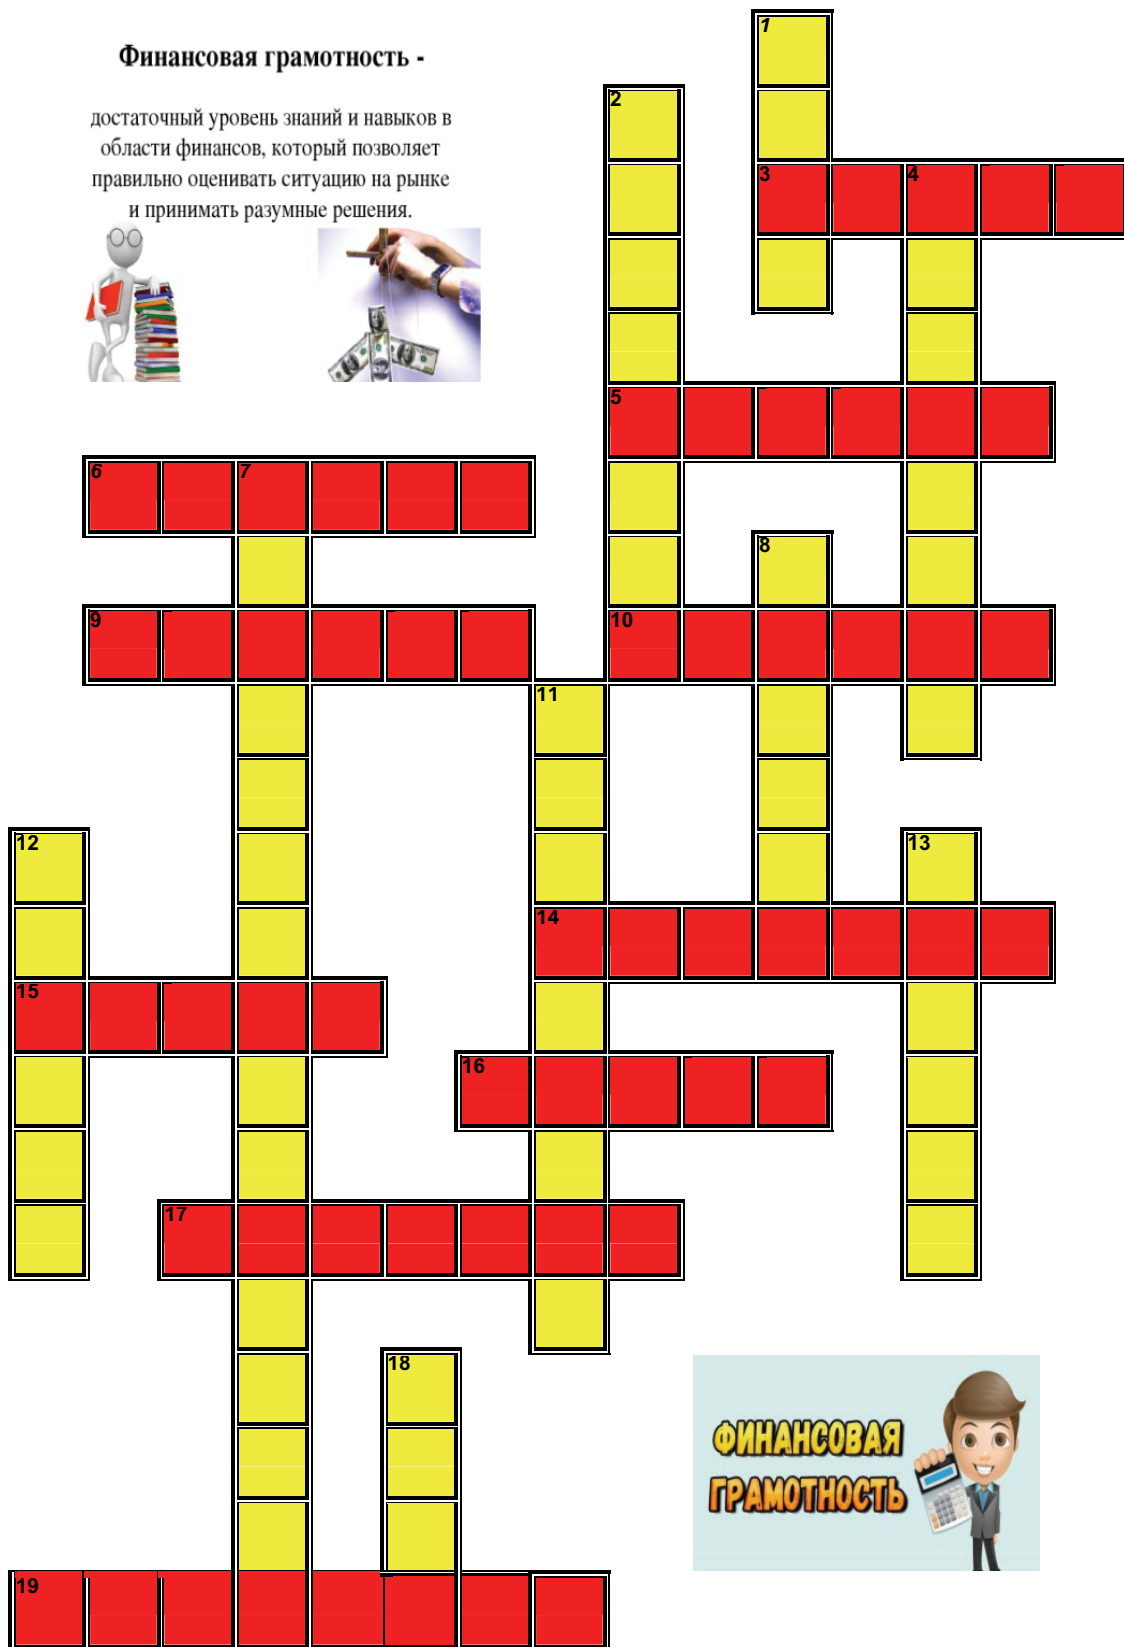 Финансовая грамотность -
достаточный уровень знаний и навыков в
области финансов, который позволяет
правильно оценивать ситуацию на рынке
и принимать разумные решения.
1
2
3
4
5
6
7
8
9
10
11
12
13
14
15
16
17
18
19
ФИНАНСОВАЯ
ГРАМОТНОСТЬ